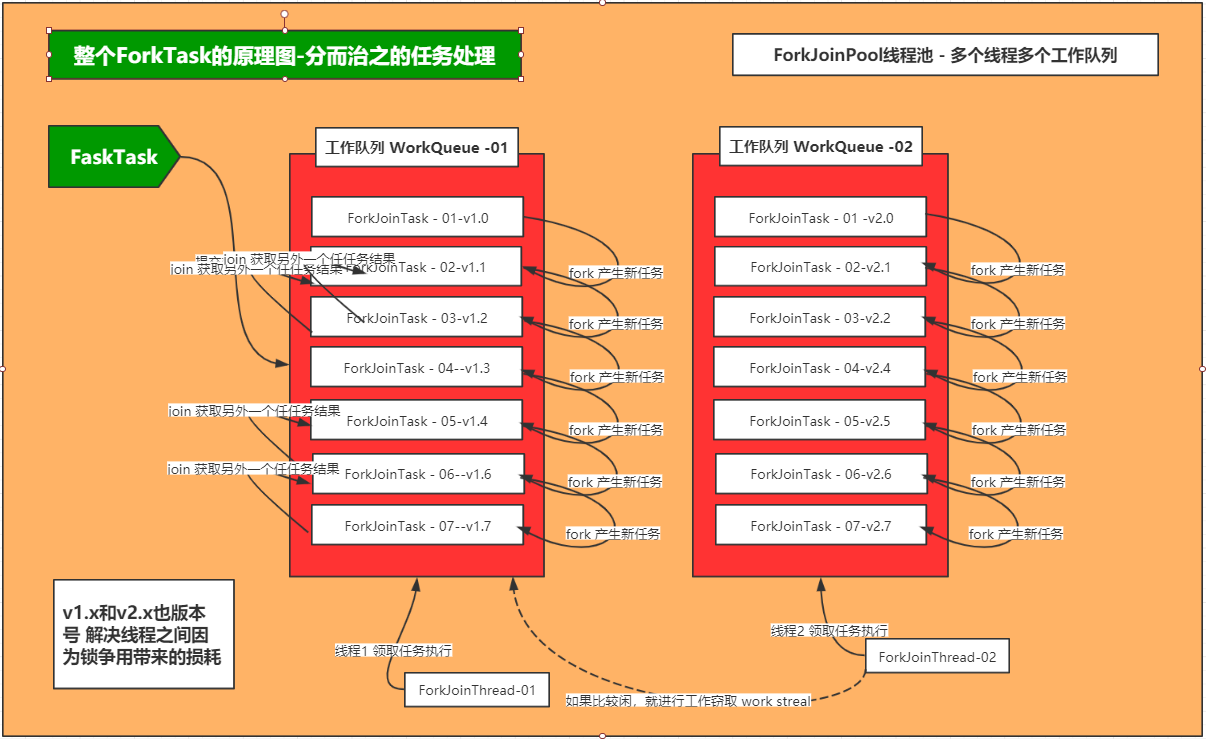 整个ForkTask的原理图-分而治之的任务处理
ForkJoinPool线程池 - 多个线程多个工作队列
FaskTask
工作队列 WorkQueue -01
ForkJoinTask - 01-v1.0
join 获取另外一个任任务结果
join 获取另外一个任任务结果
ForkJoinTask - 02-v1.1
fork 产生新任务
ForkJoinTask - 03-v1.2
fork 产生新任务
ForkJoinTask - 04--v1.3
fork 产生新任务
join 获取另外一个任任务结果
ForkJoinTask - 05-v1.4
fork 产生新任务
join 获取另外一个任任务结果
ForkJoinTask - 06--v1.6
fork 产生新任务
ForkJoinTask - 07--v1.7
fork 产生新任务
工作队列 WorkQueue -02
ForkJoinTask - 01 -v2.0
ForkJoinTask - 02-v2.1
fork 产生新任务
ForkJoinTask - 03-v2.2
fork 产生新任务
ForkJoinTask - 04-v2.4
fork 产生新任务
ForkJoinTask - 05-v2.5
fork 产生新任务
ForkJoinTask - 06-v2.6
fork 产生新任务
ForkJoinTask - 07-v2.7
fork 产生新任务
v1.x和v2.x也版本
号 解决线程之间因
为锁争用带来的损耗
线程1 领取任务执行
ForkJoinThread-01
线程2 领取任务执行
ForkJoinThread-02
如果比较闲，就进行工作窃取 work streal